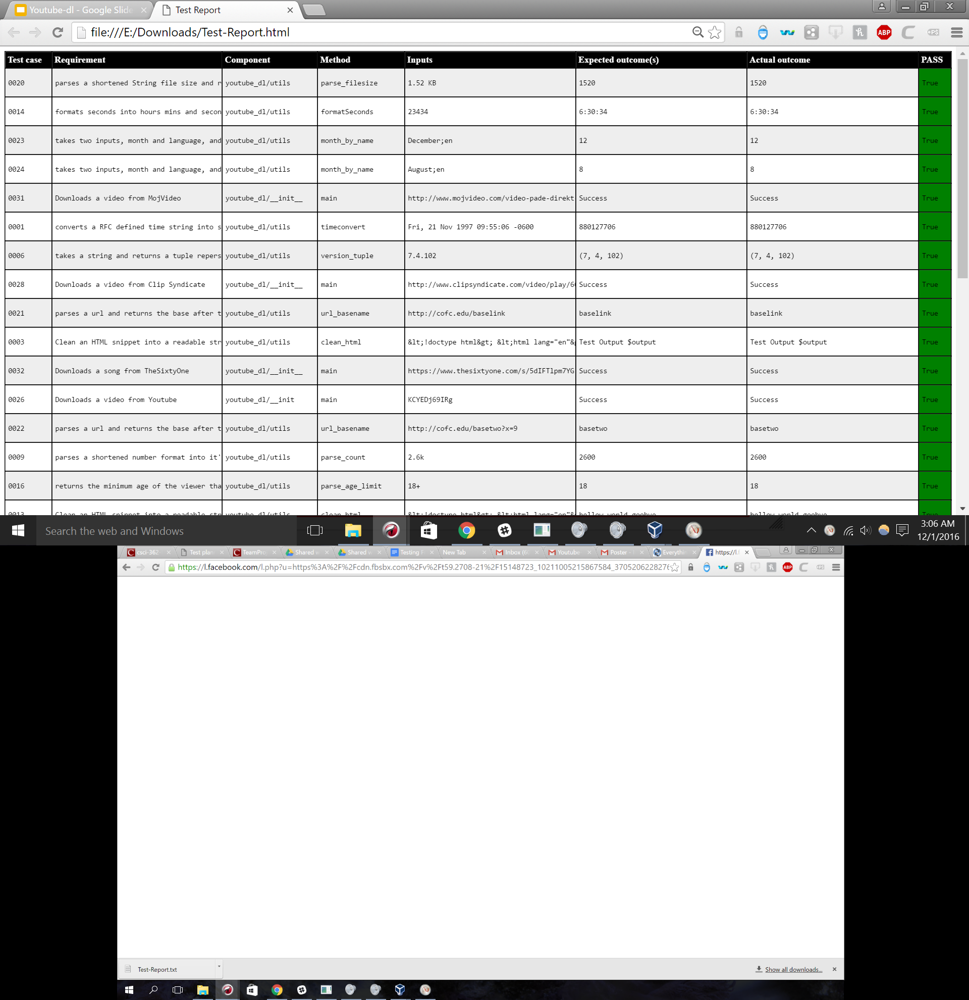 Youtube-dl - Google Slide
Test Report
file:///E:/Downloads/Test-Report.html
ABP
PS
Test case Requirement Component Method Inputs Expected outcome(s) Actual outcome PASS
0020 parses a shortened String file size and r youtube_dl/utils parse_filesize 1.52 KB 1520 1520 True
0014 formats seconds into hours mins and secon youtube_dl/utils formatSeconds 23434 6:30:34 6:30:34 True
0023 takes two inputs, month and language, and youtube_dl/utils month_by_name December;en 12 12 True
0024 takes two inputs, month and language, and youtube_dl/utils month_by_name August;en 8 8 True
0031 Downloads a video from MojVideo youtube_dl/__init__ main http://www.mojvideo.com/video-pade-direkt Success Success True
0001 converts a RFC defined time string into s youtube_dl/utils timeconvert Fri, 21 Nov 1997 09:55:06 -0600 880127706 880127706 True
0006 takes a string and returns a tuple repers youtube_dl/utils version_tuple 7.4.102 (7, 4, 102) (7, 4, 102) True
0028 Downloads a video from Clip Syndicate youtube_dl/__init__ main http://www.clipsyndicate.com/video/play/6 Success Success True
0021 parses a url and returns the base after t youtube_dl/utils url_basename http://cofc.edu/baselink baselink baselink True
0003 Clean an HTML snippet into a readable str youtube_dl/utils clean_html &lt;!doctype html&gt; &lt;html lang="en"& Test Output $output Test Output $output True
0032 Downloads a song from TheSixtyOne youtube_dl/__init__ main https://www.thesixtyone.com/s/5dIFTlpm7YG Success Success True
0026 Downloads a video from Youtube youtube_dl/__init main KCYEDj69IRg Success Success True
0022 parses a url and returns the base after t youtube_dl/utils url_basename http://cofc.edu/basetwo?x=9 basetwo basetwo True
0009 parses a shortened number format into it' youtube_dl/utils parse_count 2.6k 2600 2600 True
0016 returns the minimum age of the viewer tha youtube_dl/utils parse_age_limit 18+ 18 18 True
0013 Clean an HTML snippet into a readable str youtube_dl/utils clean_html &lt;!doctype html&gt; &lt;html lang="en"& hollow world goobye hollow world goobye True
Search the web and Windows
3:06 AM
12/1/2016
csci-362 Test plan TeamPro Shared w Shared w Testing New Tab Inbox (6 Youtube Poster - Everythin https://l.f
https://l.facebook.com/l.php?u=https%3A%2F%2Fcdn.fbsbx.com%2Fv%2Ft59.2708-21%2F15148723_10211005215867584_370520622827
ABP
PS
Test-Report.txt
Show all downloads...